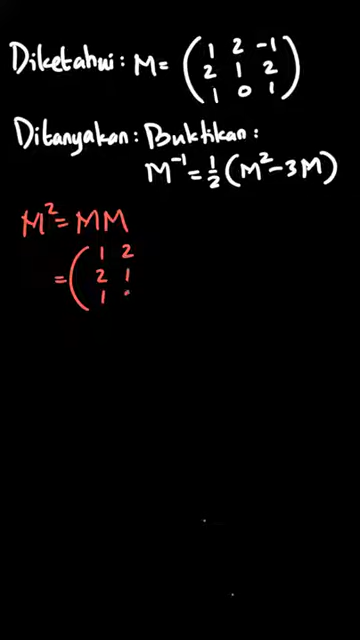 Diketahui: M = (1 2 -1
2 1 2
1 0 1)
Ditanyakan: Buktikan:
M⁻¹ = 1/2 (M² - 3M)
M² = MM
= (1 2
2 1
1